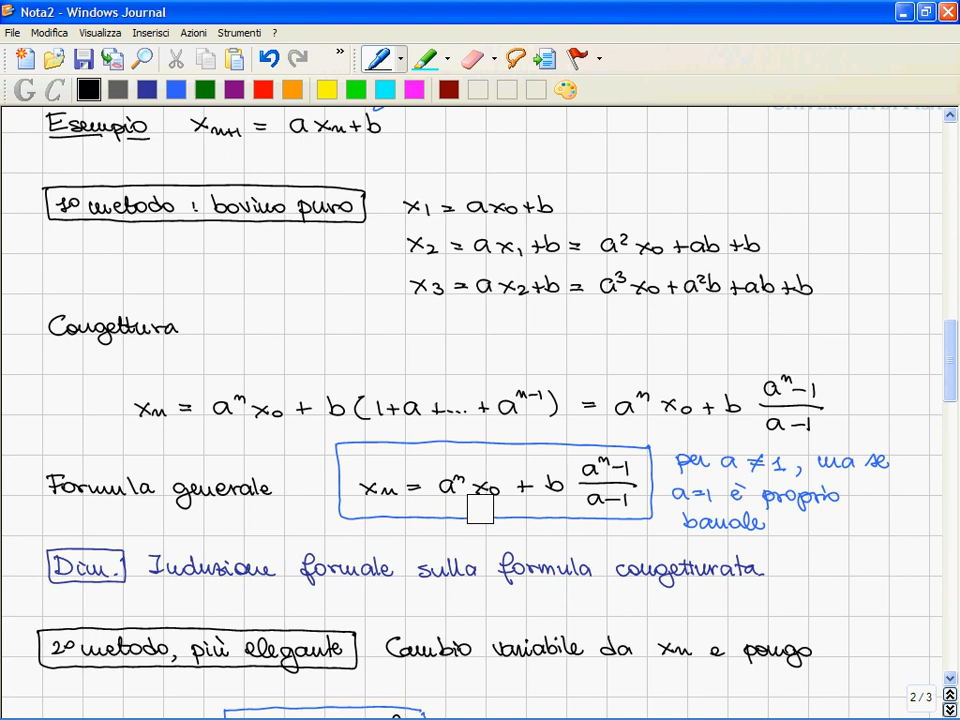 Nota2 - Windows Journal
File Modifica Visualizza Inserisci Azioni Strumenti ?
»
G C
Esempio x_{n+1} = a x_n + b
1° metodo : bovino puro
x_1 = a x_0 + b
x_2 = a x_1 + b = a^2 x_0 + ab + b
x_3 = a x_2 + b = a^3 x_0 + a^2 b + ab + b
Congettura
x_n = a^n x_0 + b (1 + a + ... + a^{n-1}) = a^n x_0 + b \frac{a^n - 1}{a - 1}
Formula generale x_n = a^n x_0 + b \frac{a^n - 1}{a - 1}
per a ≠ 1, ma se
a = 1 è proprio
banale
Dim. Induzione formale sulla formula congetturata
2° metodo, più elegante Cambio variabile da x_n e pongo
2 / 3